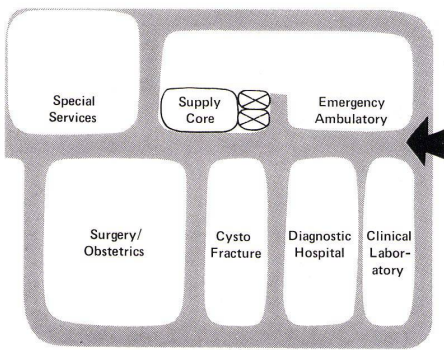 Special
Services
Supply
Core
Emergency
Ambulatory
Surgery/
Obstetrics
Cysto
Fracture
Diagnostic
Hospital
Clinical
Labor-
atory